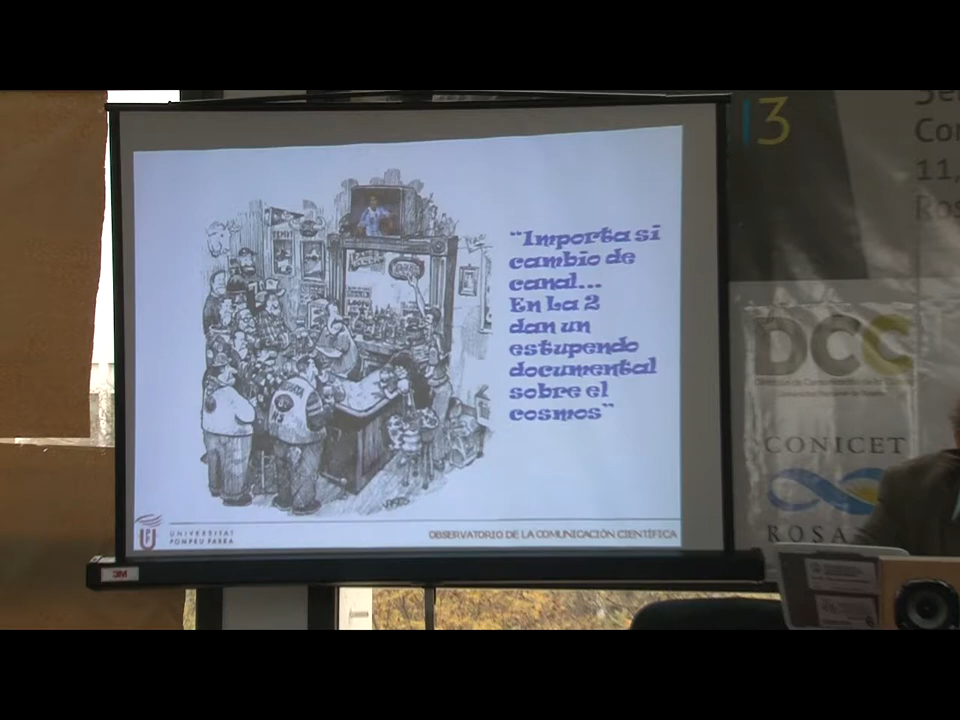 "Importa si
cambio de
canal...
En La 2
dan un
estupendo
documental
sobre el
cosmos"
UNIVERSITAT
POMPEU FABRA
OBSERVATORIO DE LA COMUNICACIÓN CIENTÍFICA
3M
13
11,
Ros
DCC
CONICET
ROSA